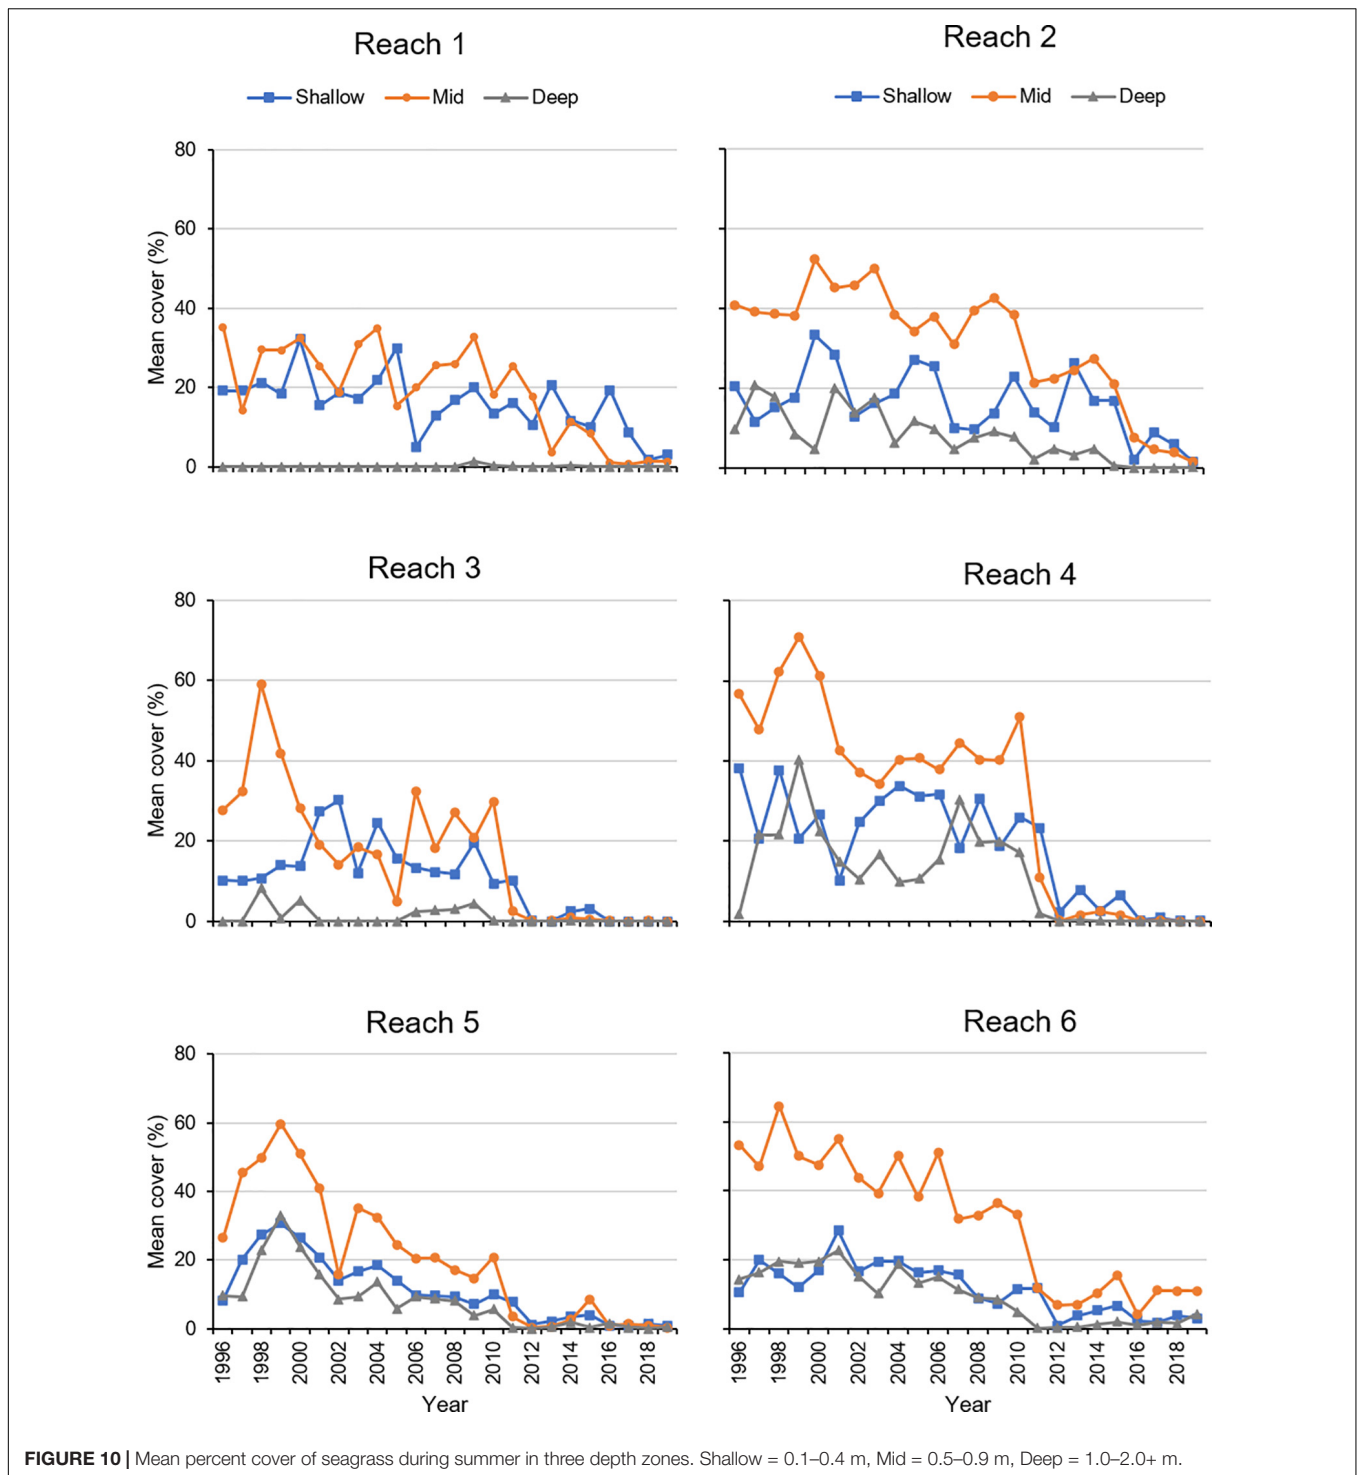 Reach 1
Shallow Mid Deep
80
60
40
20
0
Mean cover (%)
Reach 2
Shallow Mid Deep
Reach 3
80
60
40
20
0
Mean cover (%)
Reach 4
Reach 5
80
60
40
20
0
Mean cover (%)
1996 1998 2000 2002 2004 2006 2008 2010 2012 2014 2016 2018
Year
Reach 6
1996 1998 2000 2002 2004 2006 2008 2010 2012 2014 2016 2018
Year
FIGURE 10 | Mean percent cover of seagrass during summer in three depth zones. Shallow = 0.1–0.4 m, Mid = 0.5–0.9 m, Deep = 1.0–2.0+ m.